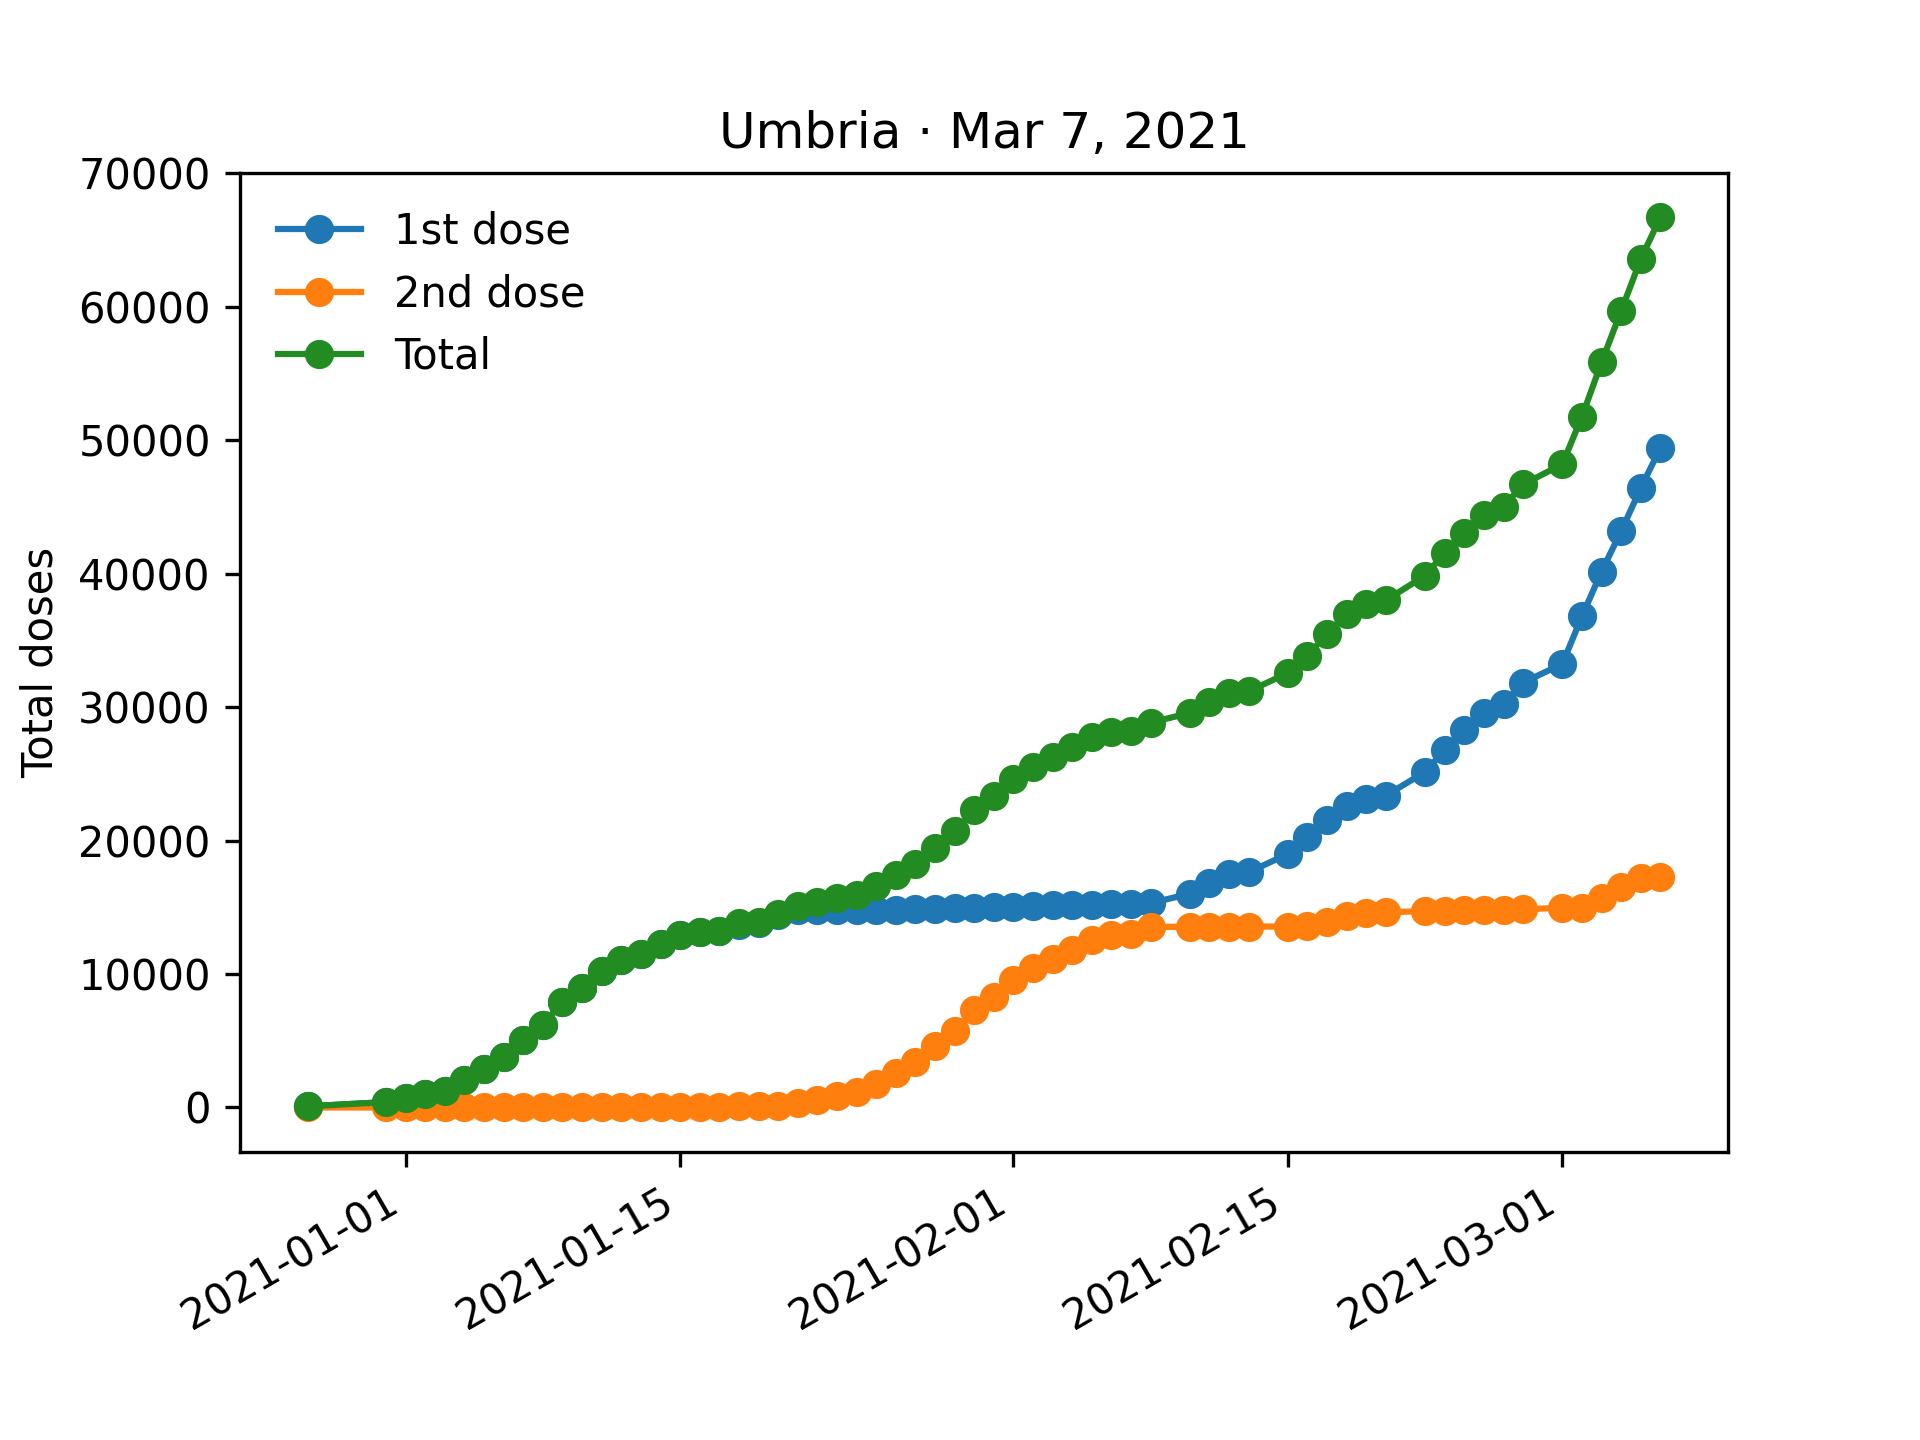 Umbria · Mar 7, 2021
70000
60000
50000
40000
30000
20000
10000
0
Total doses
1st dose
2nd dose
Total
2021-01-01
2021-01-15
2021-02-01
2021-02-15
2021-03-01